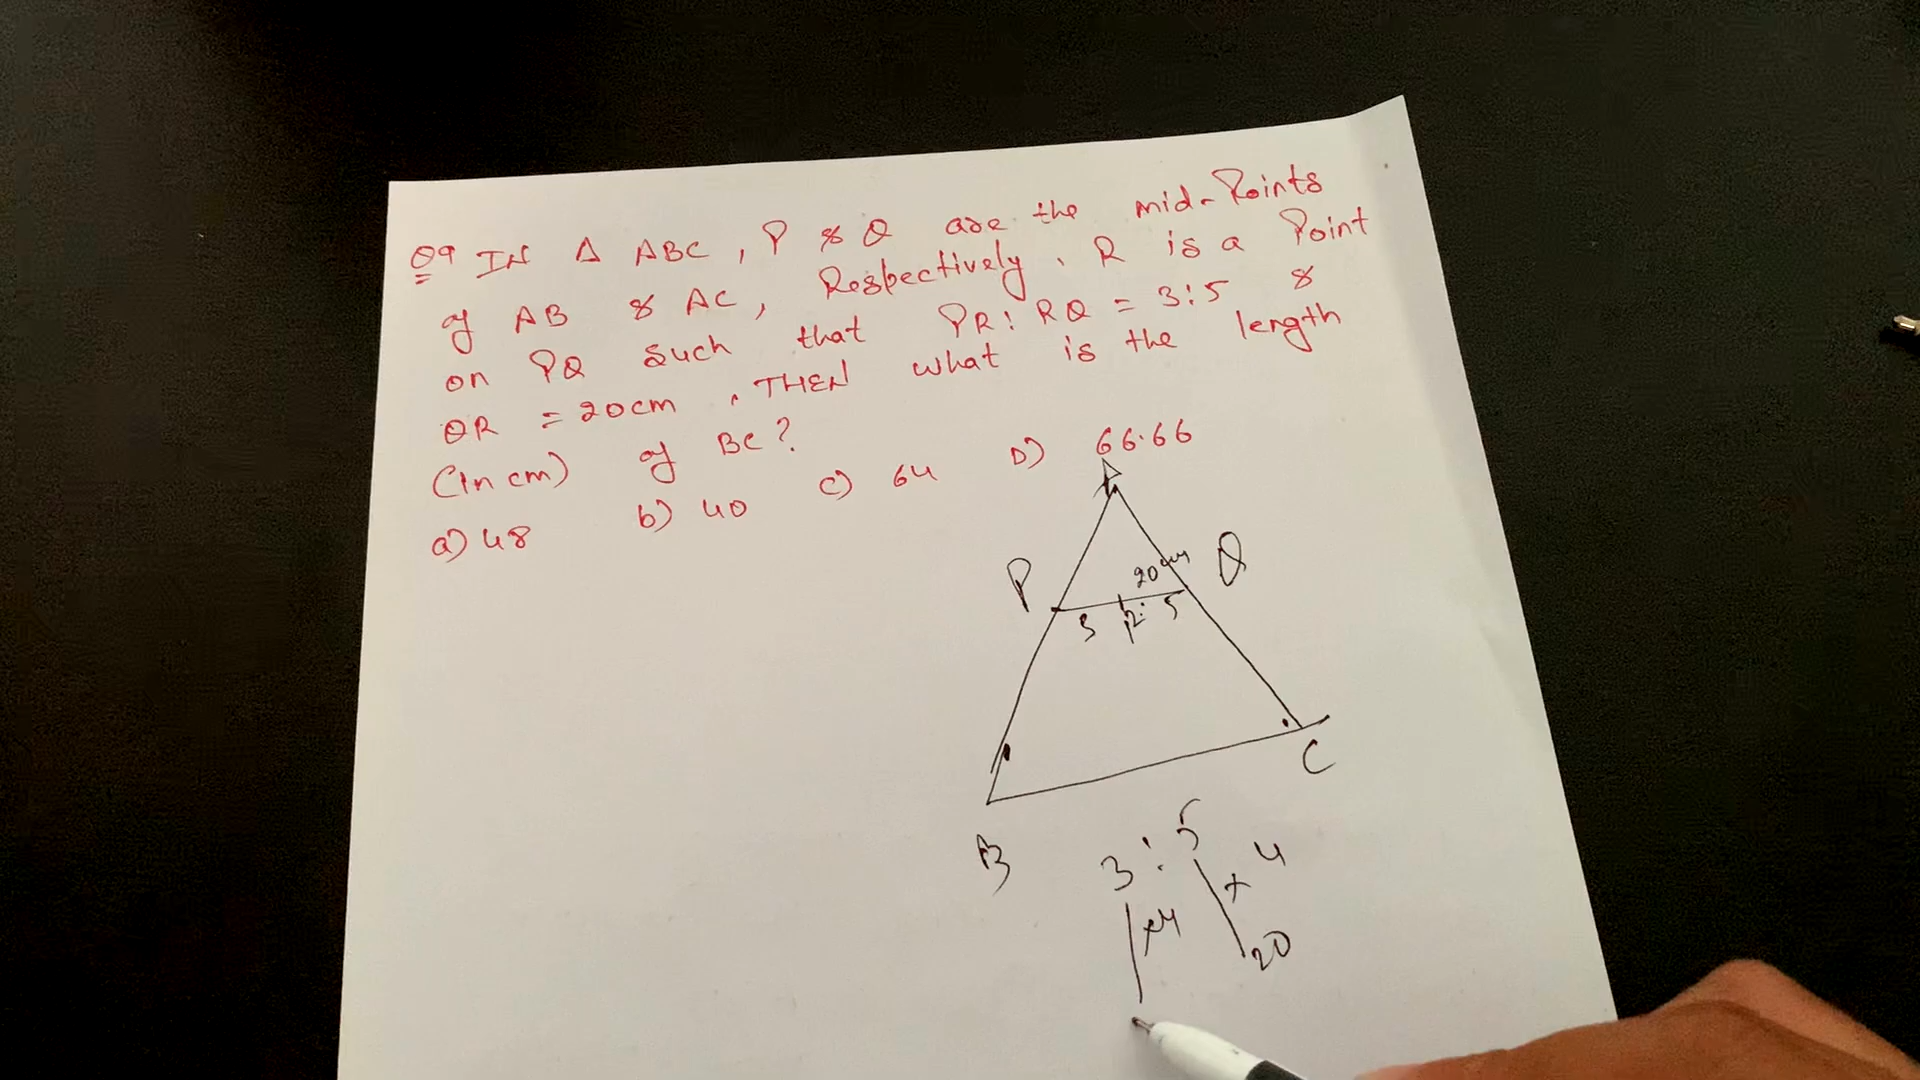 Q9 IN Δ ABC, P & Q are the mid-Points
of AB & AC, Respectively. R is a Point
on PQ such that PR: RQ = 3:5 &
QR = 20cm, THEN what is the length
(In cm) of BC?
a) 48 b) 40 c) 64 D) 66.66
A
P Q
20cm
3 R: 5
B C
3 : 5
x4 x 4
20